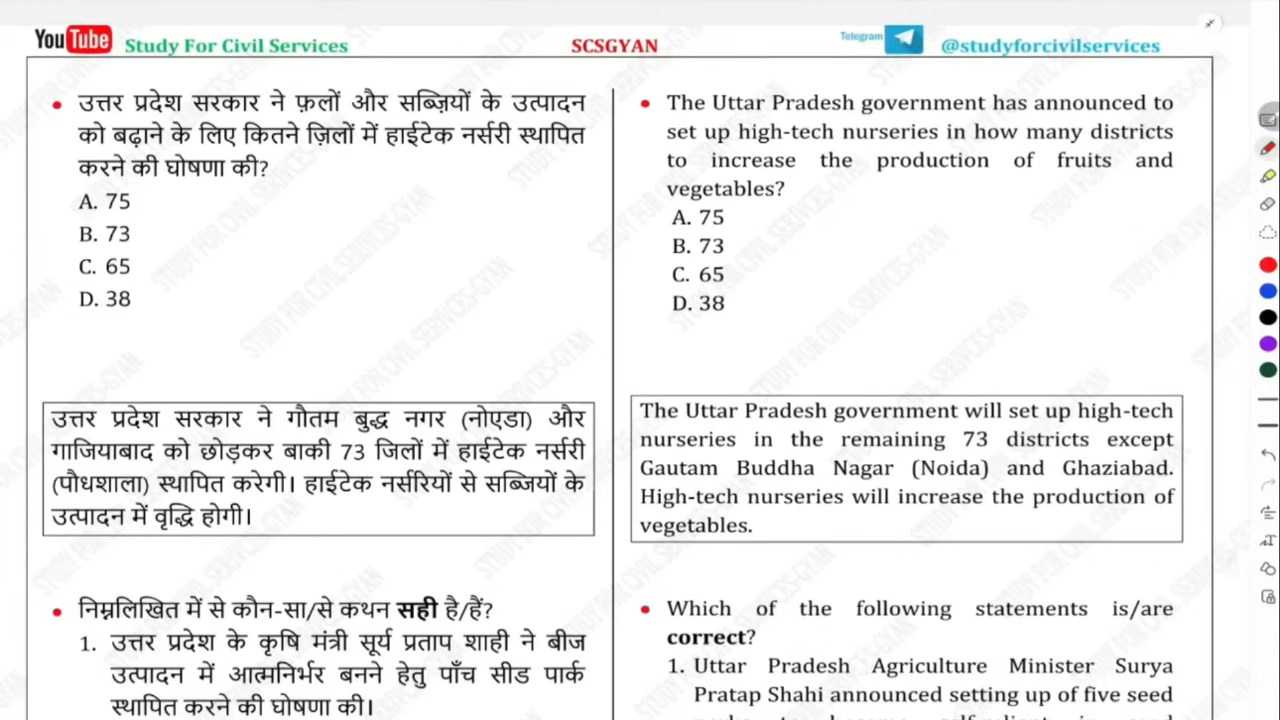 YouTube Study For Civil Services
SCSGYAN
Telegram
@studyforcivilservices
• उत्तर प्रदेश सरकार ने फ़लों और सब्ज़ियों के उत्पादन
को बढ़ाने के लिए कितने ज़िलों में हाईटेक नर्सरी स्थापित
करने की घोषणा की?
A. 75
B. 73
C. 65
D. 38
उत्तर प्रदेश सरकार ने गौतम बुद्ध नगर (नोएडा) और
गाजियाबाद को छोड़कर बाकी 73 जिलों में हाईटेक नर्सरी
(पौधशाला) स्थापित करेगी। हाईटेक नर्सरियों से सब्जियों के
उत्पादन में वृद्धि होगी।
• निम्नलिखित में से कौन-सा/से कथन सही है/हैं?
1. उत्तर प्रदेश के कृषि मंत्री सूर्य प्रताप शाही ने बीज
उत्पादन में आत्मनिर्भर बनने हेतु पाँच सीड पार्क
स्थापित करने की घोषणा की।
• The Uttar Pradesh government has announced to
set up high-tech nurseries in how many districts
to increase the production of fruits and
vegetables?
A. 75
B. 73
C. 65
D. 38
The Uttar Pradesh government will set up high-tech
nurseries in the remaining 73 districts except
Gautam Buddha Nagar (Noida) and Ghaziabad.
High-tech nurseries will increase the production of
vegetables.
• Which of the following statements is/are
correct?
1. Uttar Pradesh Agriculture Minister Surya
Pratap Shahi announced setting up of five seed